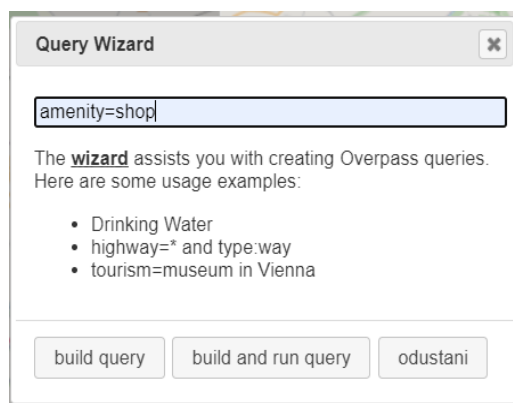 Query Wizard
amenity=shop
The wizard assists you with creating Overpass queries.
Here are some usage examples:
• Drinking Water
• highway=* and type:way
• tourism=museum in Vienna
build query
build and run query
odustani